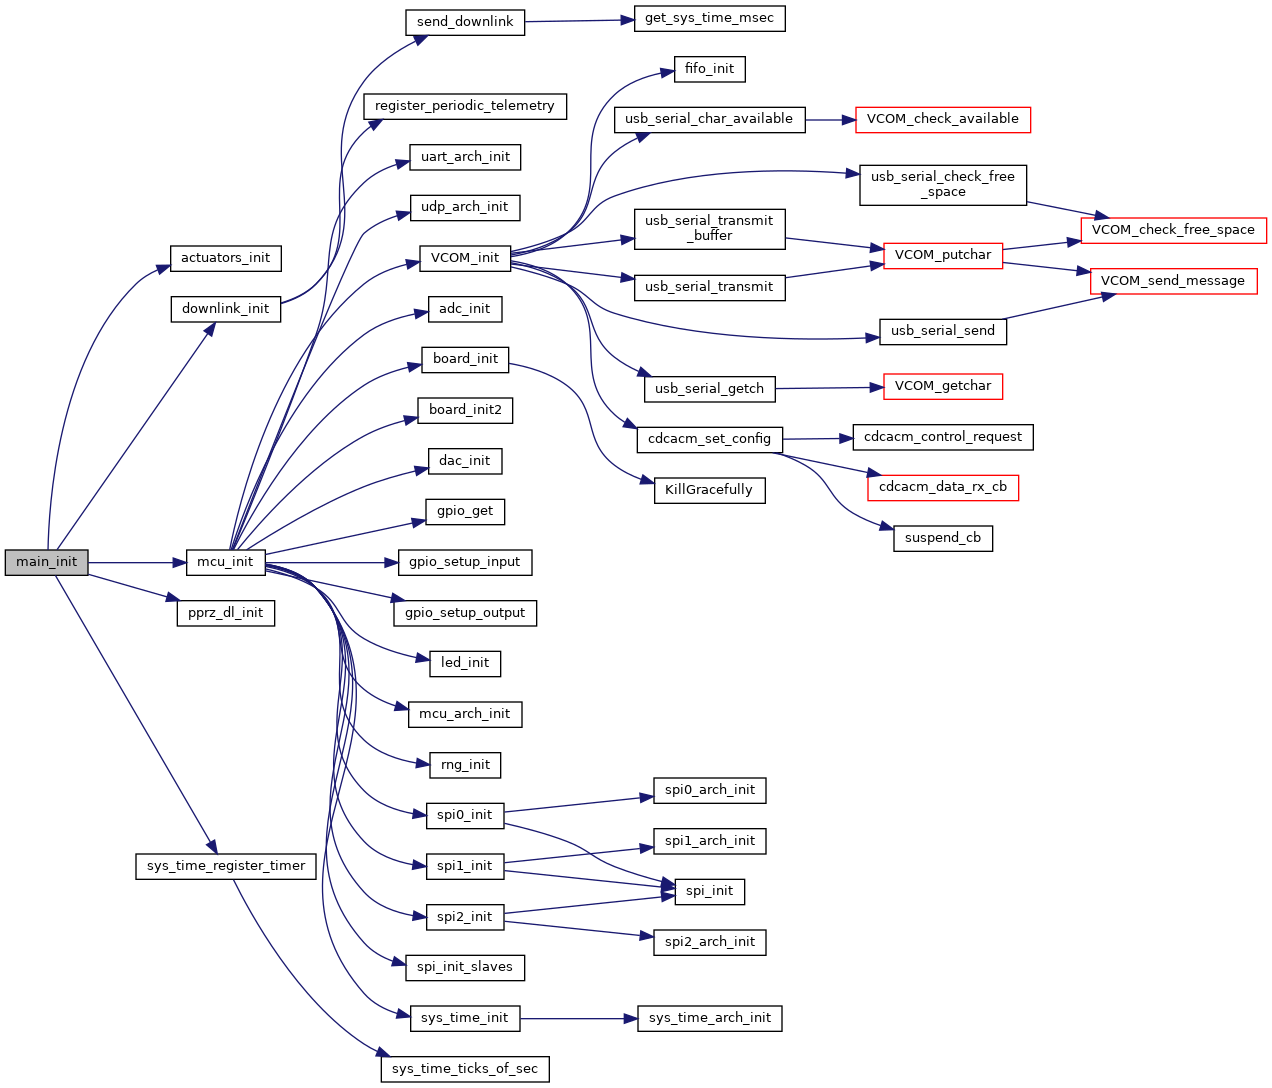 send_downlink
get_sys_time_msec
fifo_init
register_periodic_telemetry
usb_serial_char_available
VCOM_check_available
uart_arch_init
usb_serial_check_free
_space
udp_arch_init
usb_serial_transmit
_buffer
VCOM_check_free_space
actuators_init
VCOM_init
VCOM_putchar
VCOM_send_message
usb_serial_transmit
downlink_init
adc_init
usb_serial_send
board_init
usb_serial_getch
VCOM_getchar
board_init2
cdcacm_set_config
cdcacm_control_request
dac_init
KillGracefully
cdcacm_data_rx_cb
gpio_get
suspend_cb
main_init
mcu_init
gpio_setup_input
pprz_dl_init
gpio_setup_output
led_init
mcu_arch_init
rng_init
spi0_arch_init
spi0_init
spi1_arch_init
sys_time_register_timer
spi1_init
spi_init
spi2_init
spi2_arch_init
spi_init_slaves
sys_time_init
sys_time_arch_init
sys_time_ticks_of_sec